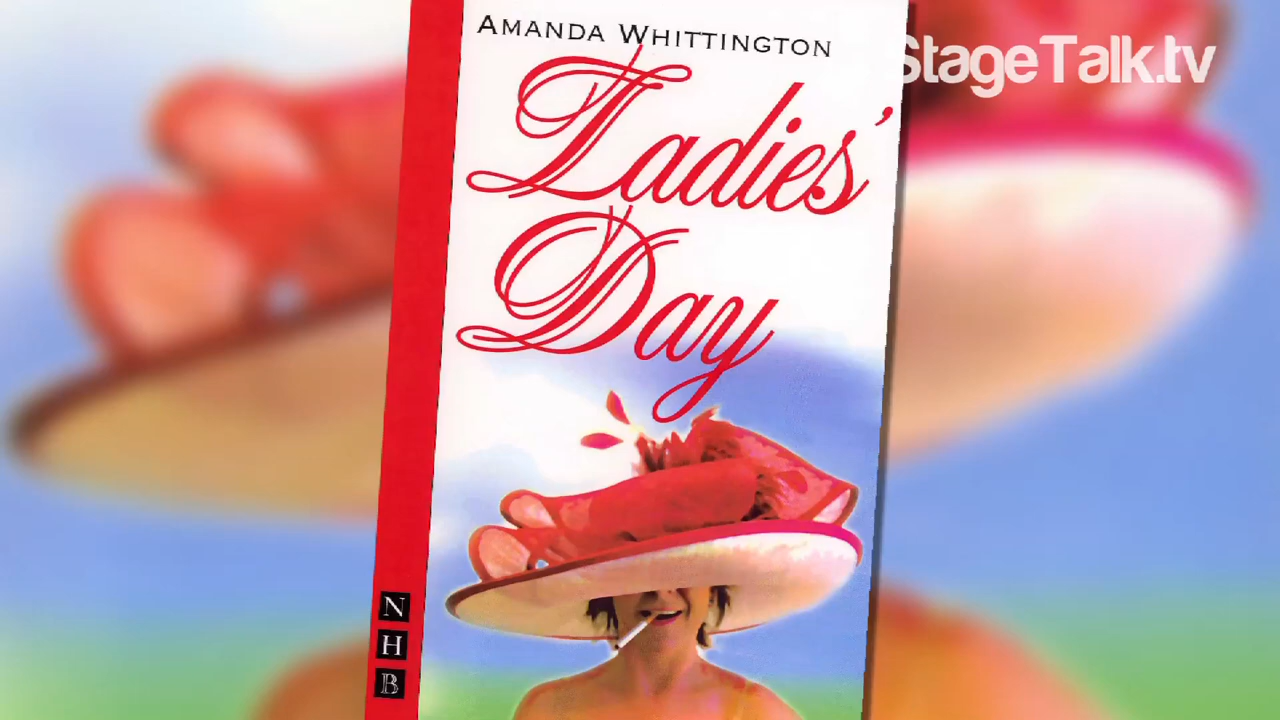 AMANDA WHITTINGTON
StageTalk.tv
Ladies'
Day
N
H
B